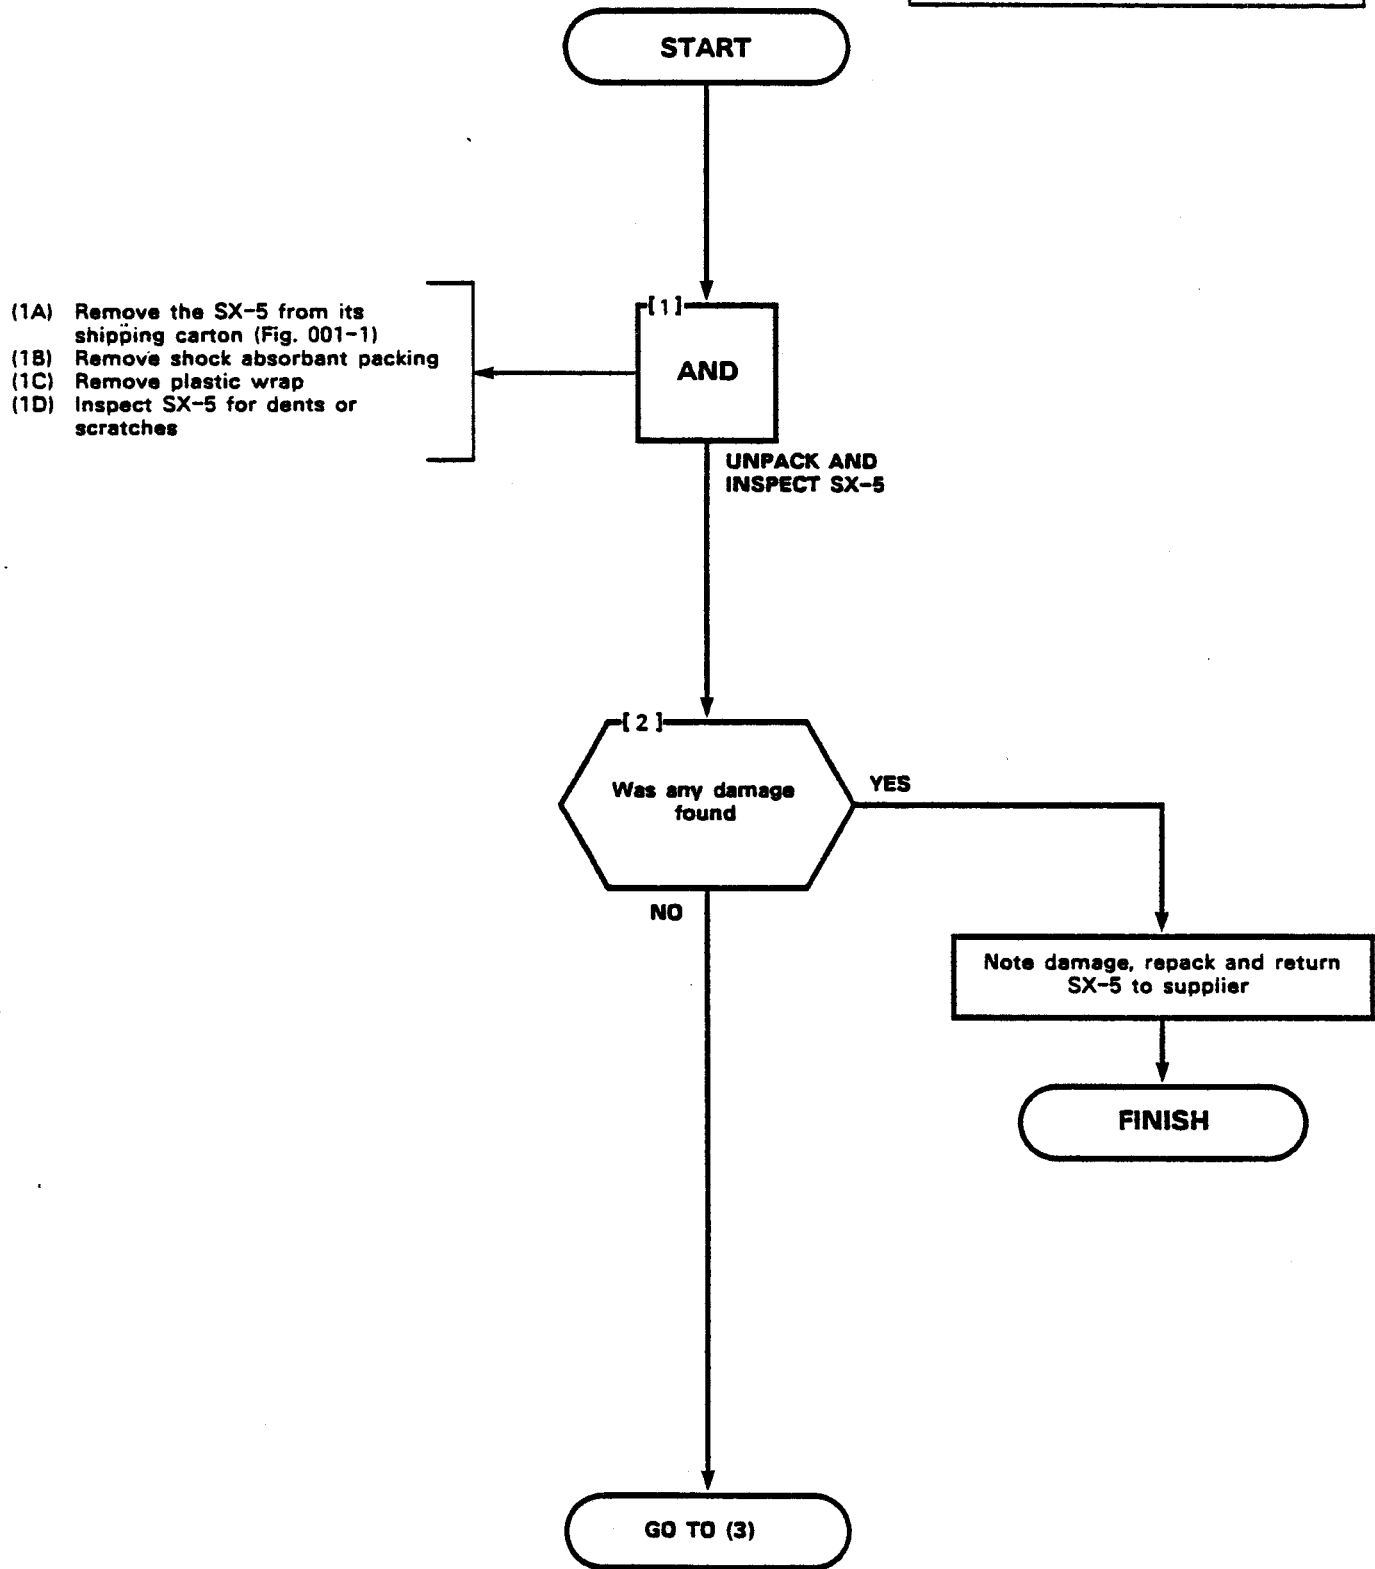 START
(1A) Remove the SX-5 from its
shipping carton (Fig. 001-1)
(1B) Remove shock absorbant packing
(1C) Remove plastic wrap
(1D) Inspect SX-5 for dents or
scratches
[1]
AND
UNPACK AND
INSPECT SX-5
[2]
Was any damage
found
YES
NO
Note damage, repack and return
SX-5 to supplier
FINISH
GO TO (3)